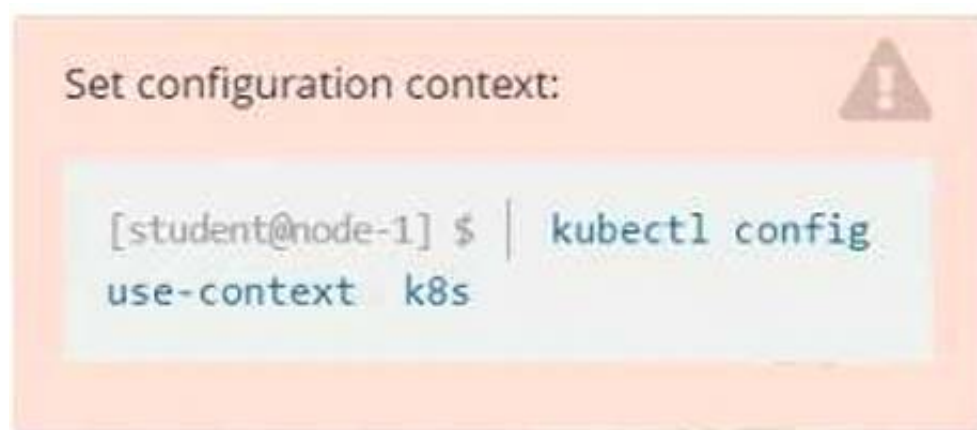 Set configuration context:
[student@node-1] $ | kubectl config
use-context k8s